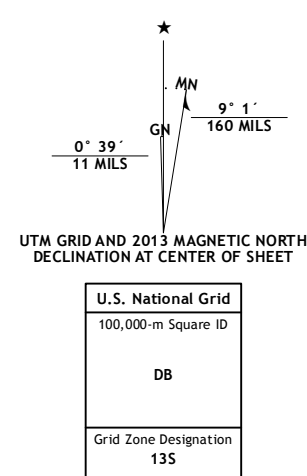 ★
MN
GN
9° 1´
160 MILS
0° 39´
11 MILS
UTM GRID AND 2013 MAGNETIC NORTH
DECLINATION AT CENTER OF SHEET
U.S. National Grid
100,000-m Square ID
DB
Grid Zone Designation
13S